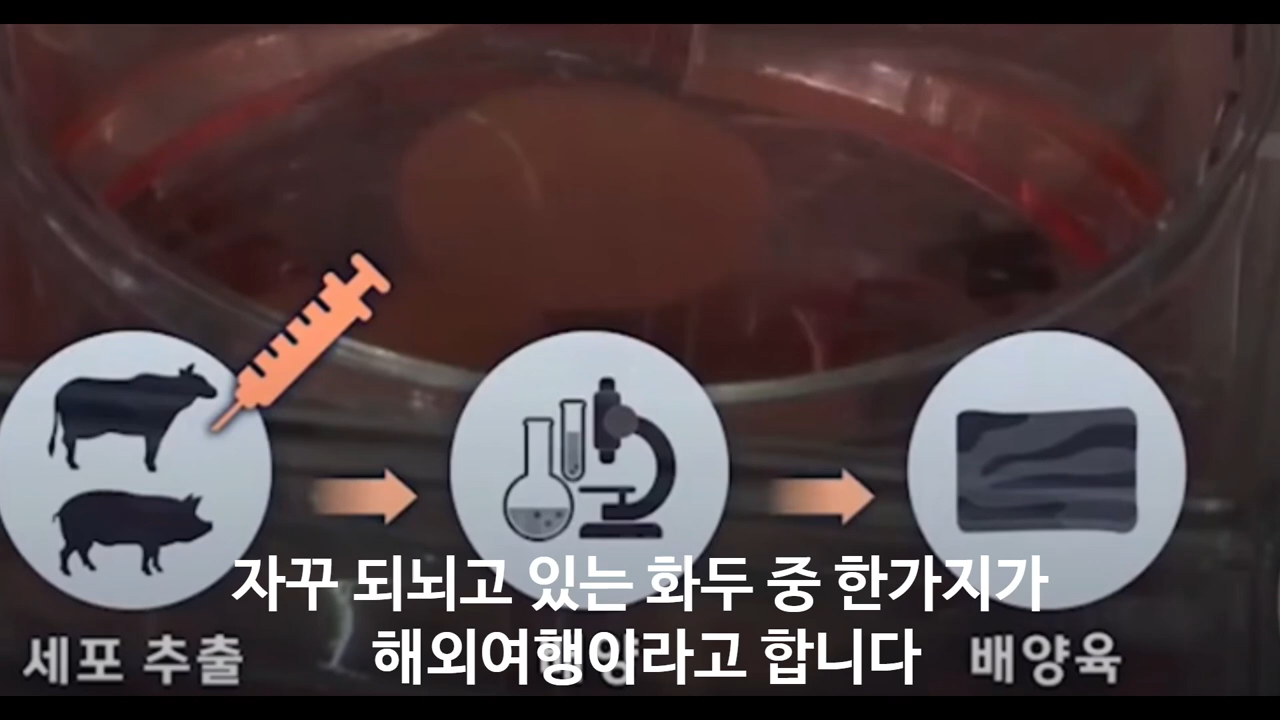 자꾸 되뇌고 있는 화두 중 한가지가
해외여행이라고 합니다
세포 추출
배양육